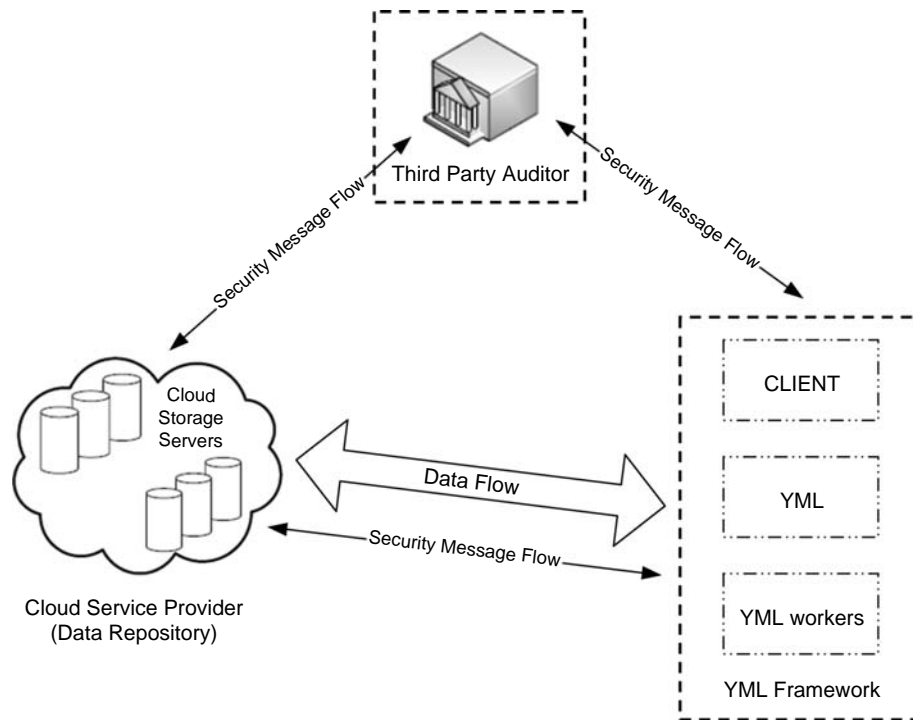 Third Party Auditor
Security Message Flow
Security Message Flow
Cloud
Storage
Servers
Data Flow
Security Message Flow
Cloud Service Provider
(Data Repository)
CLIENT
YML
YML workers
YML Framework